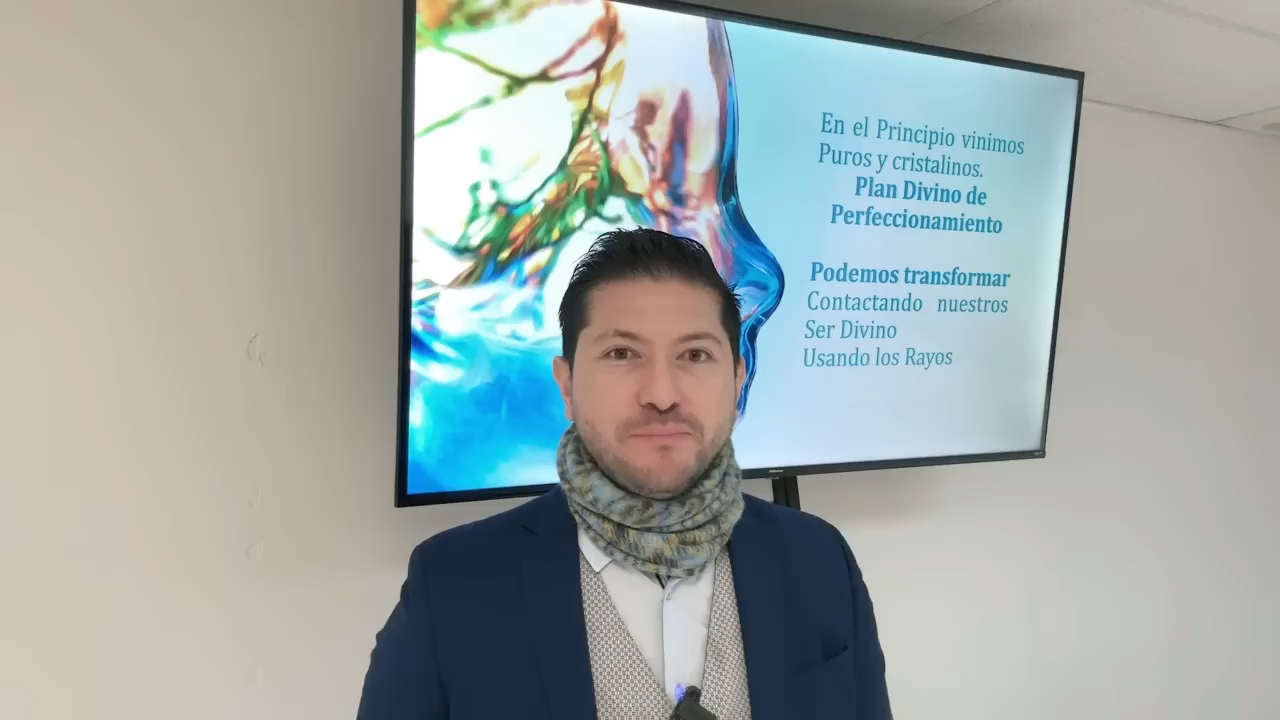 En el Principio vinimos
Puros y cristalinos.
Plan Divino de
Perfeccionamiento
Podemos transformar
Contactando nuestros
Ser Divino
Usando los Rayos